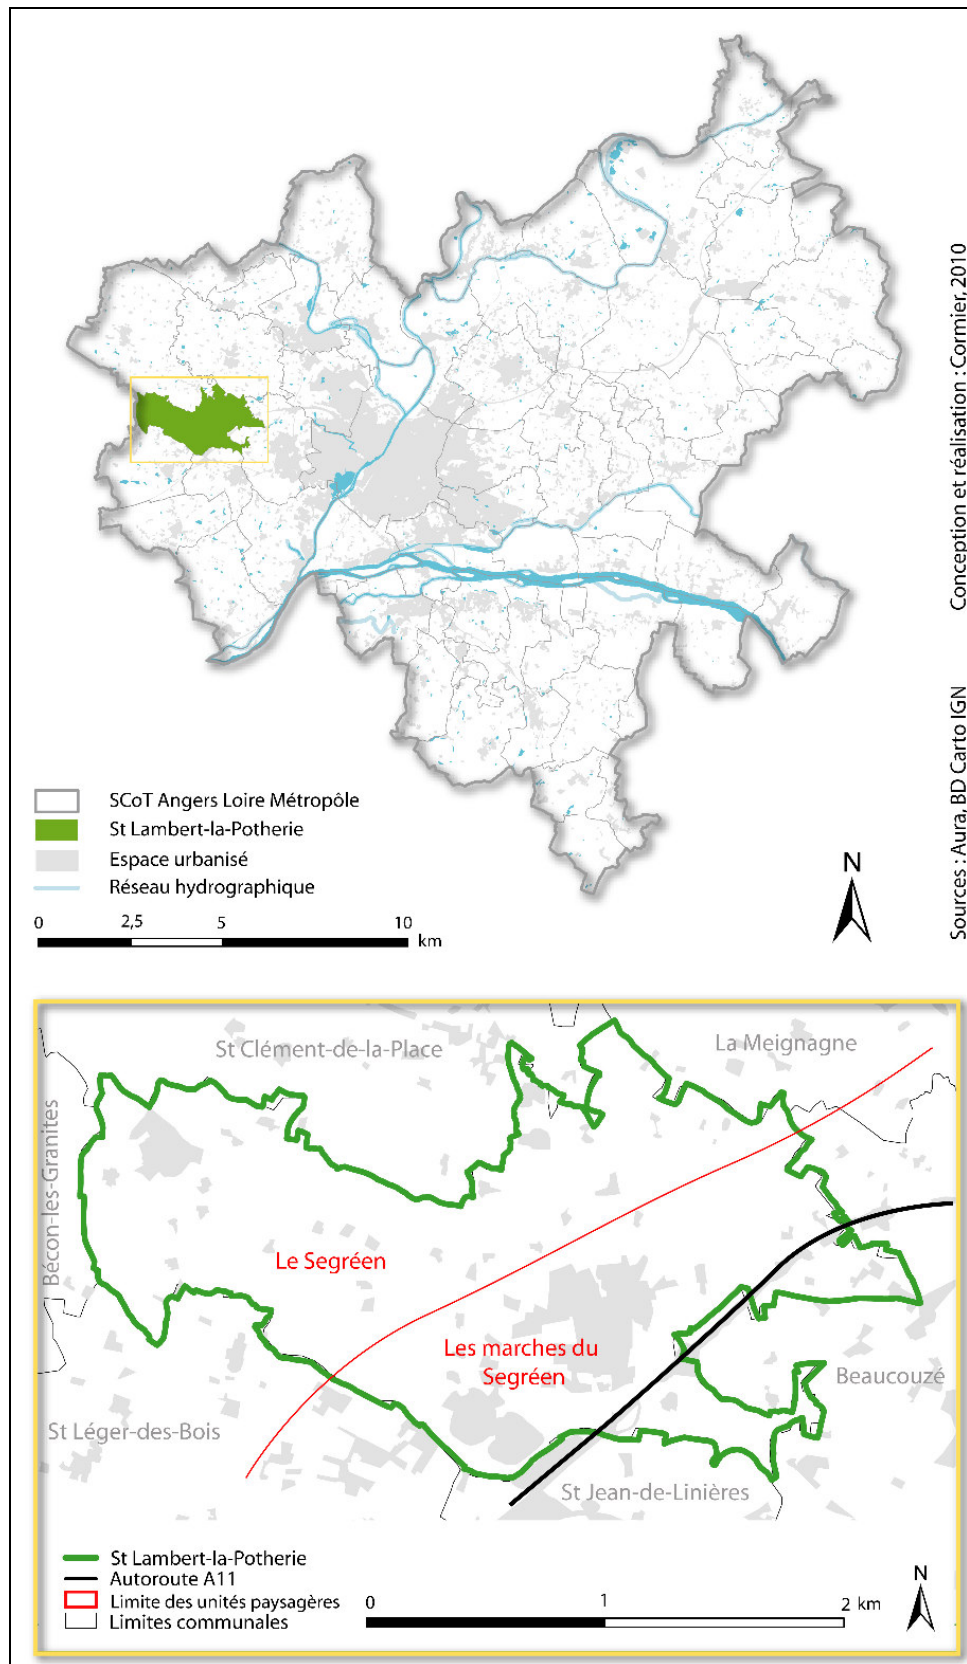 Conception et réalisation : Cormier, 2010
Sources : Aura, BD Carto IGN
SCoT Angers Loire Métropôle
St Lambert-la-Potherie
Espace urbanisé
Réseau hydrographique
0 2,5 5 10
km
N
St Clément-de-la-Place
La Meignagne
Bécon-les-Granites
Le Segréen
Les marches du
Segréen
Beaucouzé
St Léger-des-Bois
St Jean-de-Linières
St Lambert-la-Potherie
Autoroute A11
Limite des unités paysagères
Limites communales
0 1 2 km
N